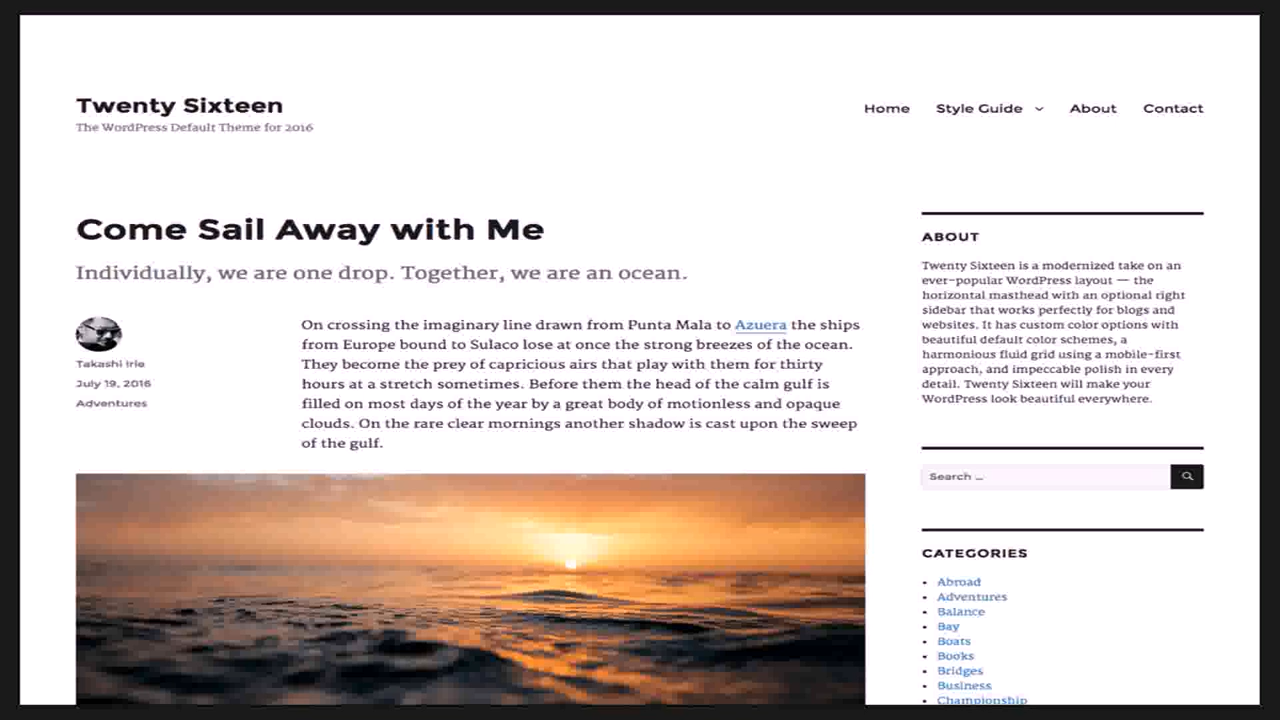 Twenty Sixteen
The WordPress Default Theme for 2016
Home Style Guide About Contact
Come Sail Away with Me
Individually, we are one drop. Together, we are an ocean.
Takashi Irie
July 19, 2016
Adventures
On crossing the imaginary line drawn from Punta Mala to Azuera the ships
from Europe bound to Sulaco lose at once the strong breezes of the ocean.
They become the prey of capricious airs that play with them for thirty
hours at a stretch sometimes. Before them the head of the calm gulf is
filled on most days of the year by a great body of motionless and opaque
clouds. On the rare clear mornings another shadow is cast upon the sweep
of the gulf.
ABOUT
Twenty Sixteen is a modernized take on an
ever-popular WordPress layout — the
horizontal masthead with an optional right
sidebar that works perfectly for blogs and
websites. It has custom color options with
beautiful default color schemes, a
harmonious fluid grid using a mobile-first
approach, and impeccable polish in every
detail. Twenty Sixteen will make your
WordPress look beautiful everywhere.
Search …
CATEGORIES
Abroad
Adventures
Balance
Bay
Boats
Books
Bridges
Business
Championship